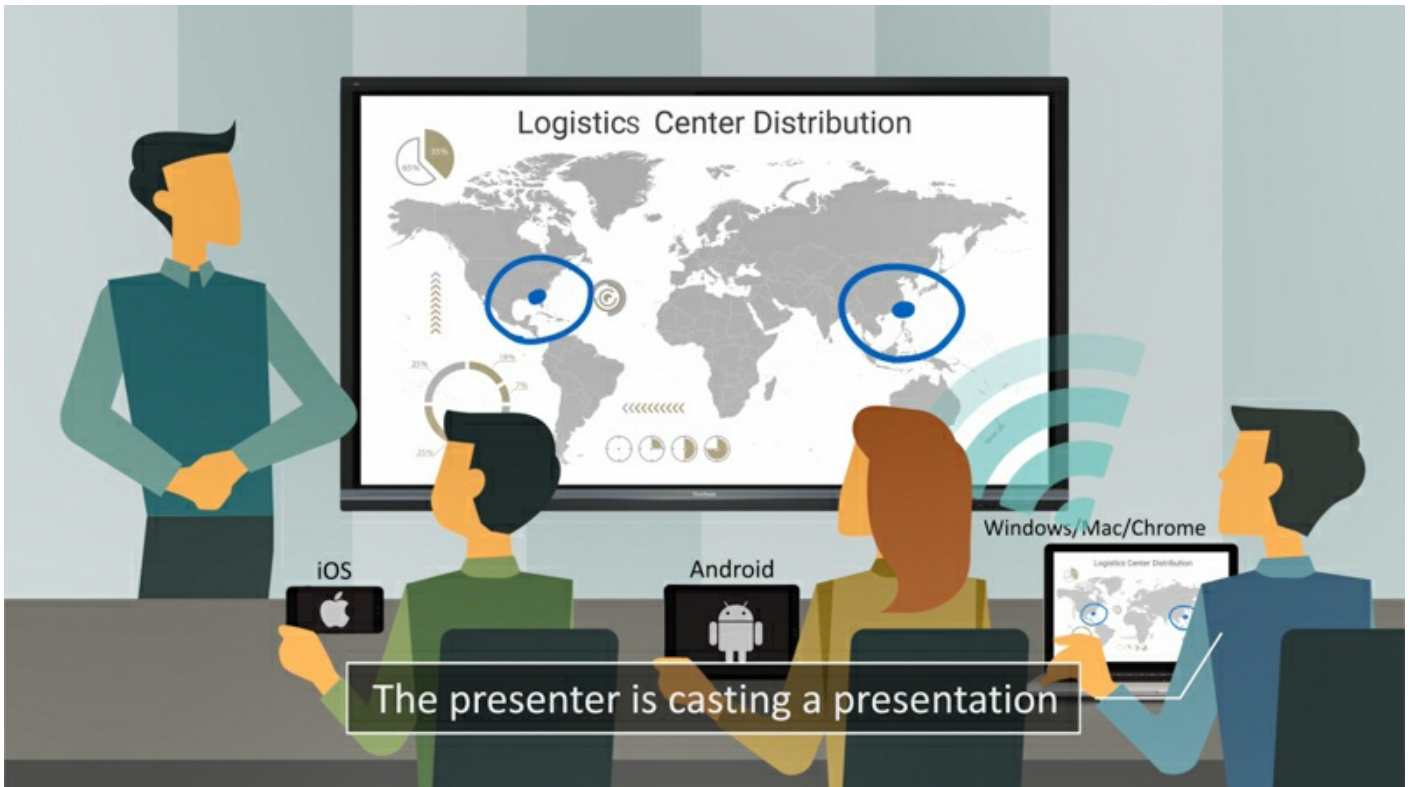 Logistics Center Distribution
35%
65%
25%
18%
7%
25%
ViewSonic
Windows/Mac/Chrome
iOS
Android
Logistics Center Distribution
The presenter is casting a presentation